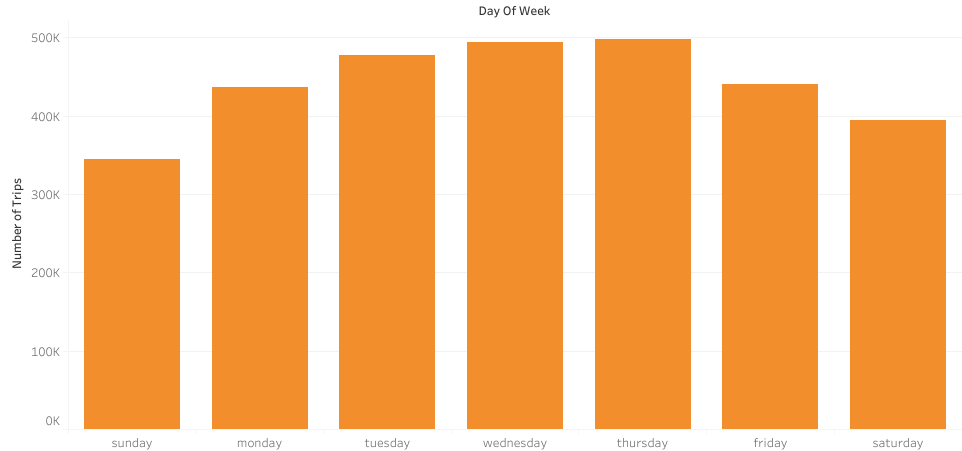 Day Of Week
Number of Trips
500K
400K
300K
200K
100K
0K
sunday monday tuesday wednesday thursday friday saturday